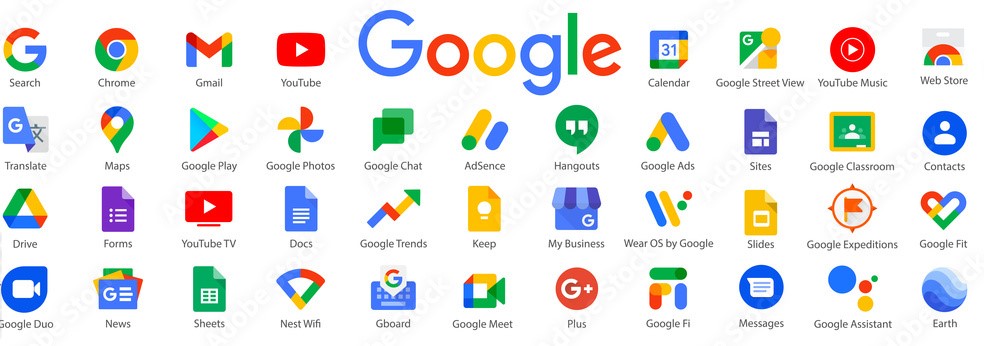 Google
Search
Chrome
Gmail
YouTube
31
Calendar
G
Google Street View
YouTube Music
Web Store
G
文
Translate
Maps
Google Play
Google Photos
Google Chat
AdSence
Hangouts
Google Ads
Sites
Google Classroom
Contacts
Drive
Forms
YouTube TV
Docs
Google Trends
Keep
G
My Business
Wear OS by Google
Slides
Google Expeditions
Google Fit
Google Duo
G
News
Sheets
Nest Wifi
G
Gboard
Google Meet
G+
Plus
Google Fi
Messages
Google Assistant
Earth